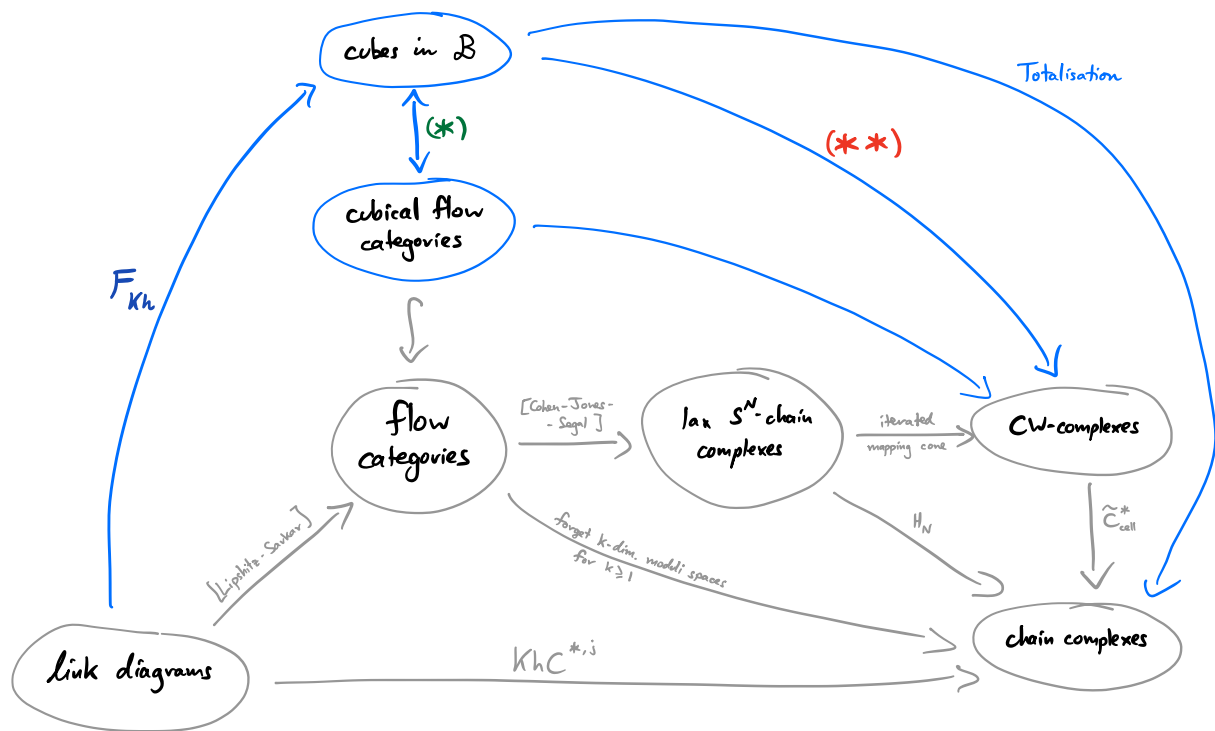 cubes in B
Totalisation
(*)
(**)
cubical flow
categories
F_Kh
[Cohen-Jones-
-Segal]
flow
categories
lax S^N-chain
complexes
iterated
mapping cone
CW-complexes
[Lipshitz-Sarkar]
forget k-dim. moduli spaces
for k≥1
H_N
C̃*_cell
link diagrams
KhC^{*,j}
chain complexes